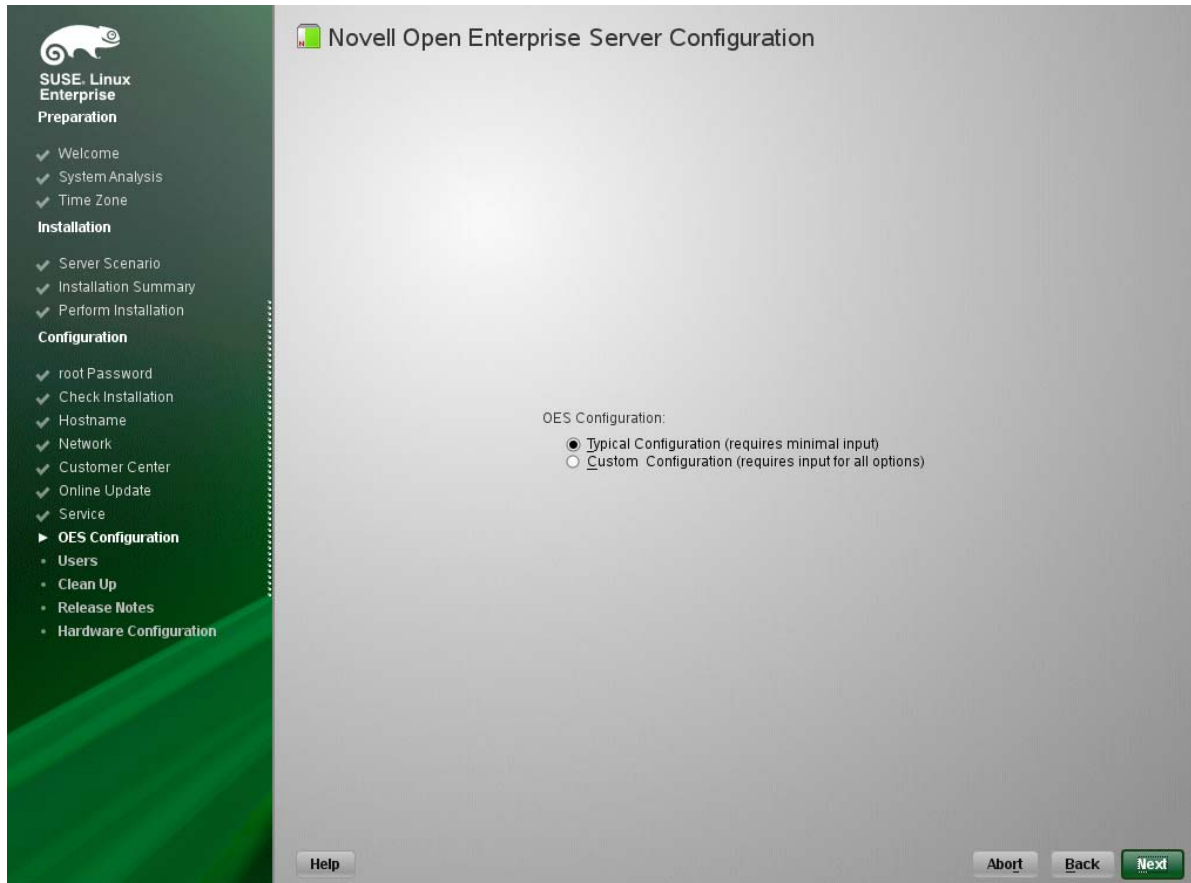 SUSE. Linux
Enterprise
Preparation
Welcome
System Analysis
Time Zone
Installation
Server Scenario
Installation Summary
Perform Installation
Configuration
root Password
Check Installation
Hostname
Network
Customer Center
Online Update
Service
OES Configuration
Users
Clean Up
Release Notes
Hardware Configuration
N
Novell Open Enterprise Server Configuration
OES Configuration:
Typical Configuration (requires minimal input)
Custom Configuration (requires input for all options)
Help
Abort
Back
Next